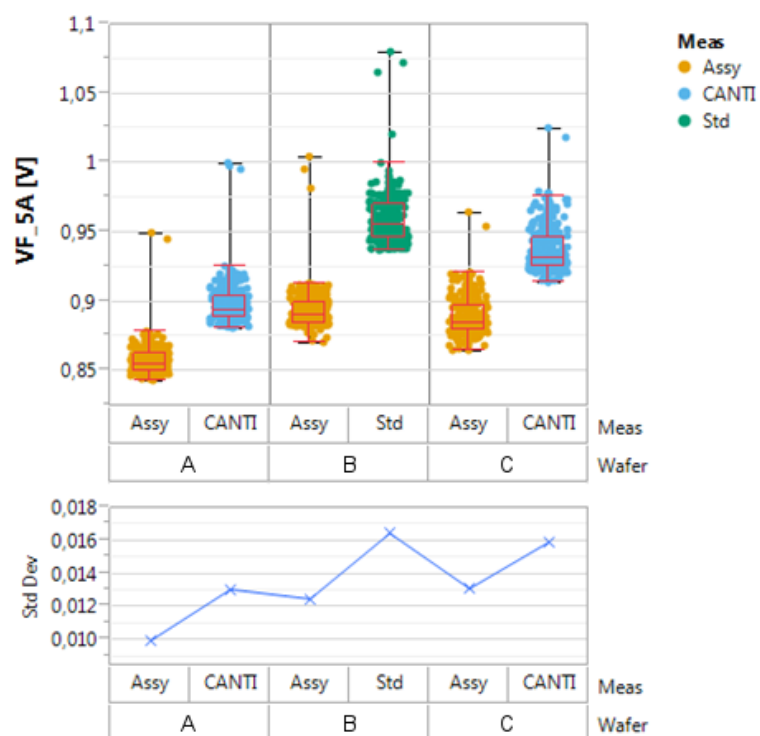 1,1
1,05
1
0,95
0,9
0,85
VF_5A [V]
Meas
Assy
CANTI
Std
Assy CANTI Assy Std Assy CANTI Meas
A B C Wafer
0,018
0,016
0,014
0,012
0,010
Std Dev
Assy CANTI Assy Std Assy CANTI Meas
A B C Wafer